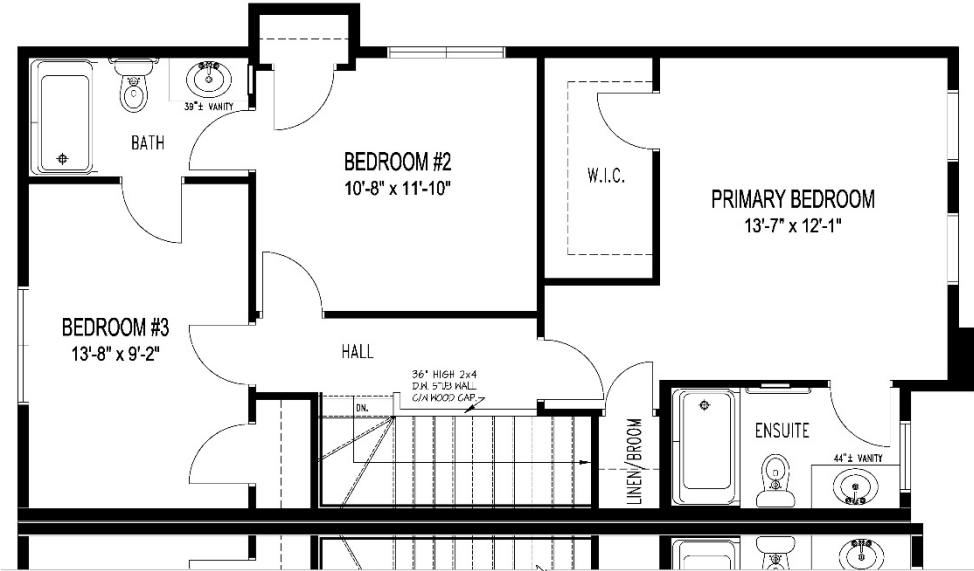 39"± VANITY
BATH
BEDROOM #2
10'-8" x 11'-10"
W.I.C.
PRIMARY BEDROOM
13'-7" x 12'-1"
BEDROOM #3
13'-8" x 9'-2"
HALL
36" HIGH 2x4
D.W. STUB WALL
C/W WOOD CAP
DN.
LINEN/BROOM
ENSUITE
44"± VANITY